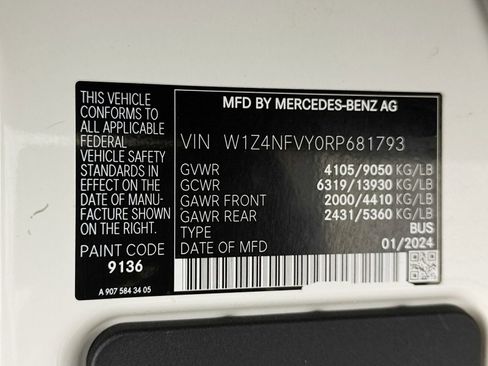 THIS VEHICLE
CONFORMS TO
ALL APPLICABLE
FEDERAL
MOTOR
VEHICLE SAFETY
STANDARDS
IN EFFECT ON
THE DATE OF
MANU-
FACTURE SHOWN.
PAINT CODE
9136
A 907 584 34 05
MFD BY MERCEDES-BENZ AG
VIN W1Z4NFVY0RP681793
GVWR 4105/9050 KG/LB
GCWR 6319/13930 KG/LB
GAWR FRONT 2000/4410 KG/LB
GAWR REAR 2431/5360 KG/LB
TYPE BUS
DATE OF MFD 01/2024